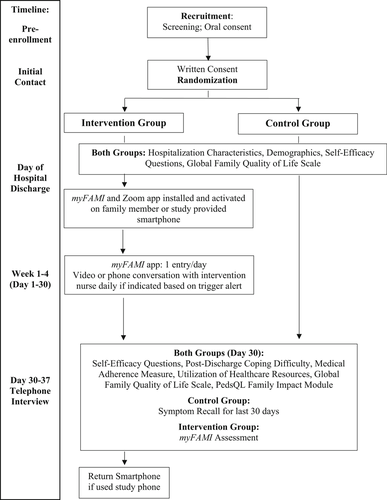 Timeline:
Pre-
enrollment
Recruitment:
Screening; Oral consent
Initial
Contact
Written Consent
Randomization
Intervention Group
Control Group
Day of
Hospital
Discharge
Both Groups: Hospitalization Characteristics, Demographics, Self-Efficacy
Questions, Global Family Quality of Life Scale
myFAMI and Zoom app installed and activated
on family member or study provided
smartphone
Week 1-4
(Day 1-30)
myFAMI app: 1 entry/day
Video or phone conversation with intervention
nurse daily if indicated based on trigger alert
Day 30-37
Telephone
Interview
Both Groups (Day 30):
Self-Efficacy Questions, Post-Discharge Coping Difficulty, Medical
Adherence Measure, Utilization of Healthcare Resources, Global
Family Quality of Life Scale, PedsQL Family Impact Module
Control Group:
Symptom Recall for last 30 days
Intervention Group:
myFAMI Assessment
Return Smartphone
if used study phone